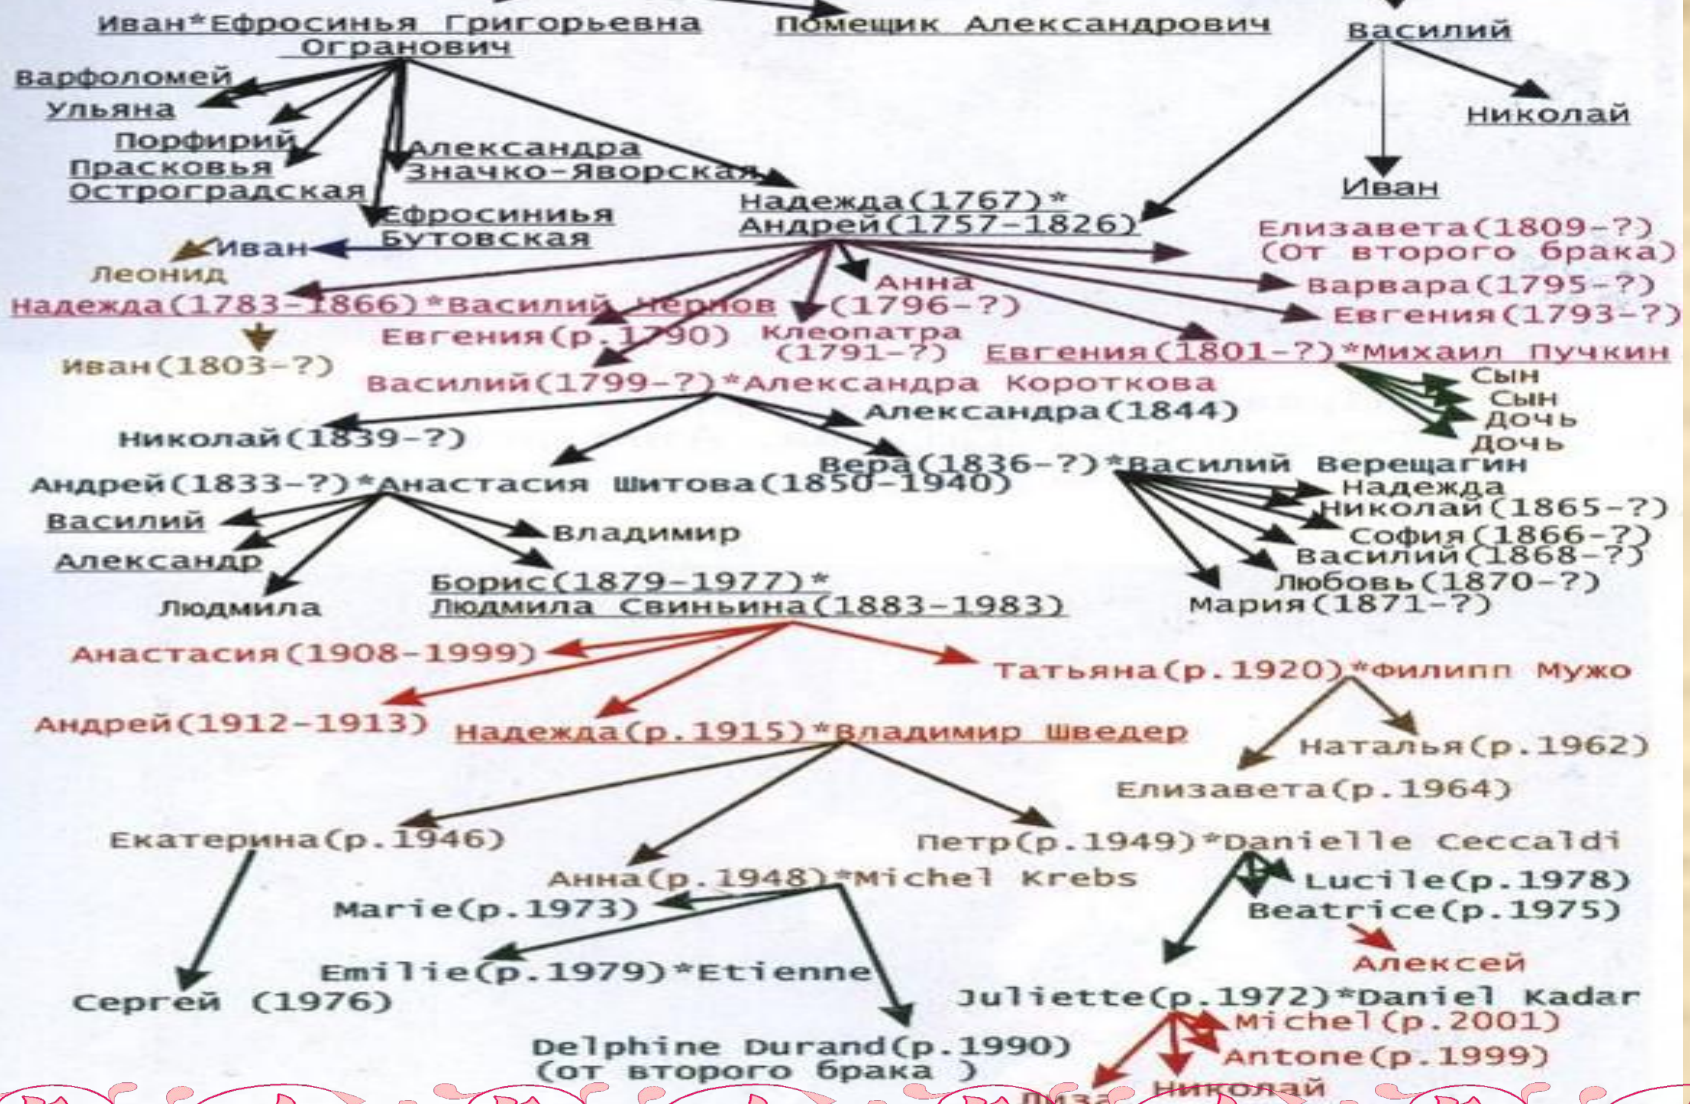 Иван*Ефросинья Григорьевна
Огранович
Помещик Александрович
Василий
Варфоломей
Ульяна
Порфирий
Прасковья
Остроградская
Александра
Значко-Яворская
Ефросиниья
Бутовская
Николай
Иван
Надежда(1767)*
Андрей(1757-1826)
Иван
Леонид
Елизавета(1809-?)
(От второго брака)
Надежда(1783-1866)*Василий Чернов
Анна
(1796-?)
Варвара(1795-?)
Евгения(р.1790)
Клеопатра
(1791-?)
Евгения(1793-?)
Евгения(1801-?)*Михаил Пучкин
Иван(1803-?)
Василий(1799-?)*Александра Короткова
Сын
Сын
Дочь
Дочь
Александра(1844)
Николай(1839-?)
Вера(1836-?)*Василий Верещагин
Андрей(1833-?)*Анастасия Шитова(1850-1940)
Надежда
Николай(1865-?)
София(1866-?)
Василий(1868-?)
Любовь(1870-?)
Мария(1871-?)
Василий
Владимир
Александр
Людмила
Борис(1879-1977)*
Людмила Свиньина(1883-1983)
Анастасия(1908-1999)
Татьяна(р.1920)*Филипп Мужо
Андрей(1912-1913)
Надежда(р.1915)*Владимир Шведер
Наталья(р.1962)
Елизавета(р.1964)
Екатерина(р.1946)
Петр(р.1949)*Danielle Ceccaldi
Анна(р.1948)*Michel Krebs
Lucile(р.1978)
Marie(р.1973)
Beatrice(р.1975)
Алексей
Emilie(р.1979)*Etienne
Сергей (1976)
Juliette(р.1972)*Daniel Kadar
Michel(р.2001)
Delphine Durand(р.1990)
(от второго брака )
Antone(р.1999)
Николай
Лиза